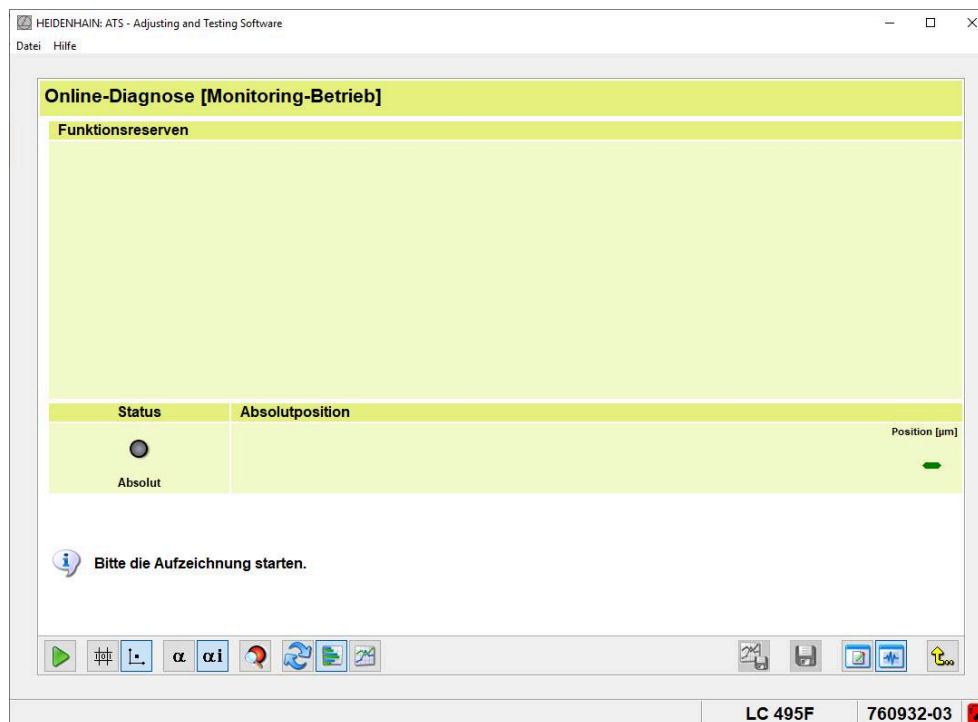 HEIDENHAIN: ATS - Adjusting and Testing Software
Datei Hilfe
Online-Diagnose [Monitoring-Betrieb]
Funktionsreserven
Status Absolutposition
Position [µm]
Absolut
Bitte die Aufzeichnung starten.
α αi
LC 495F 760932-03